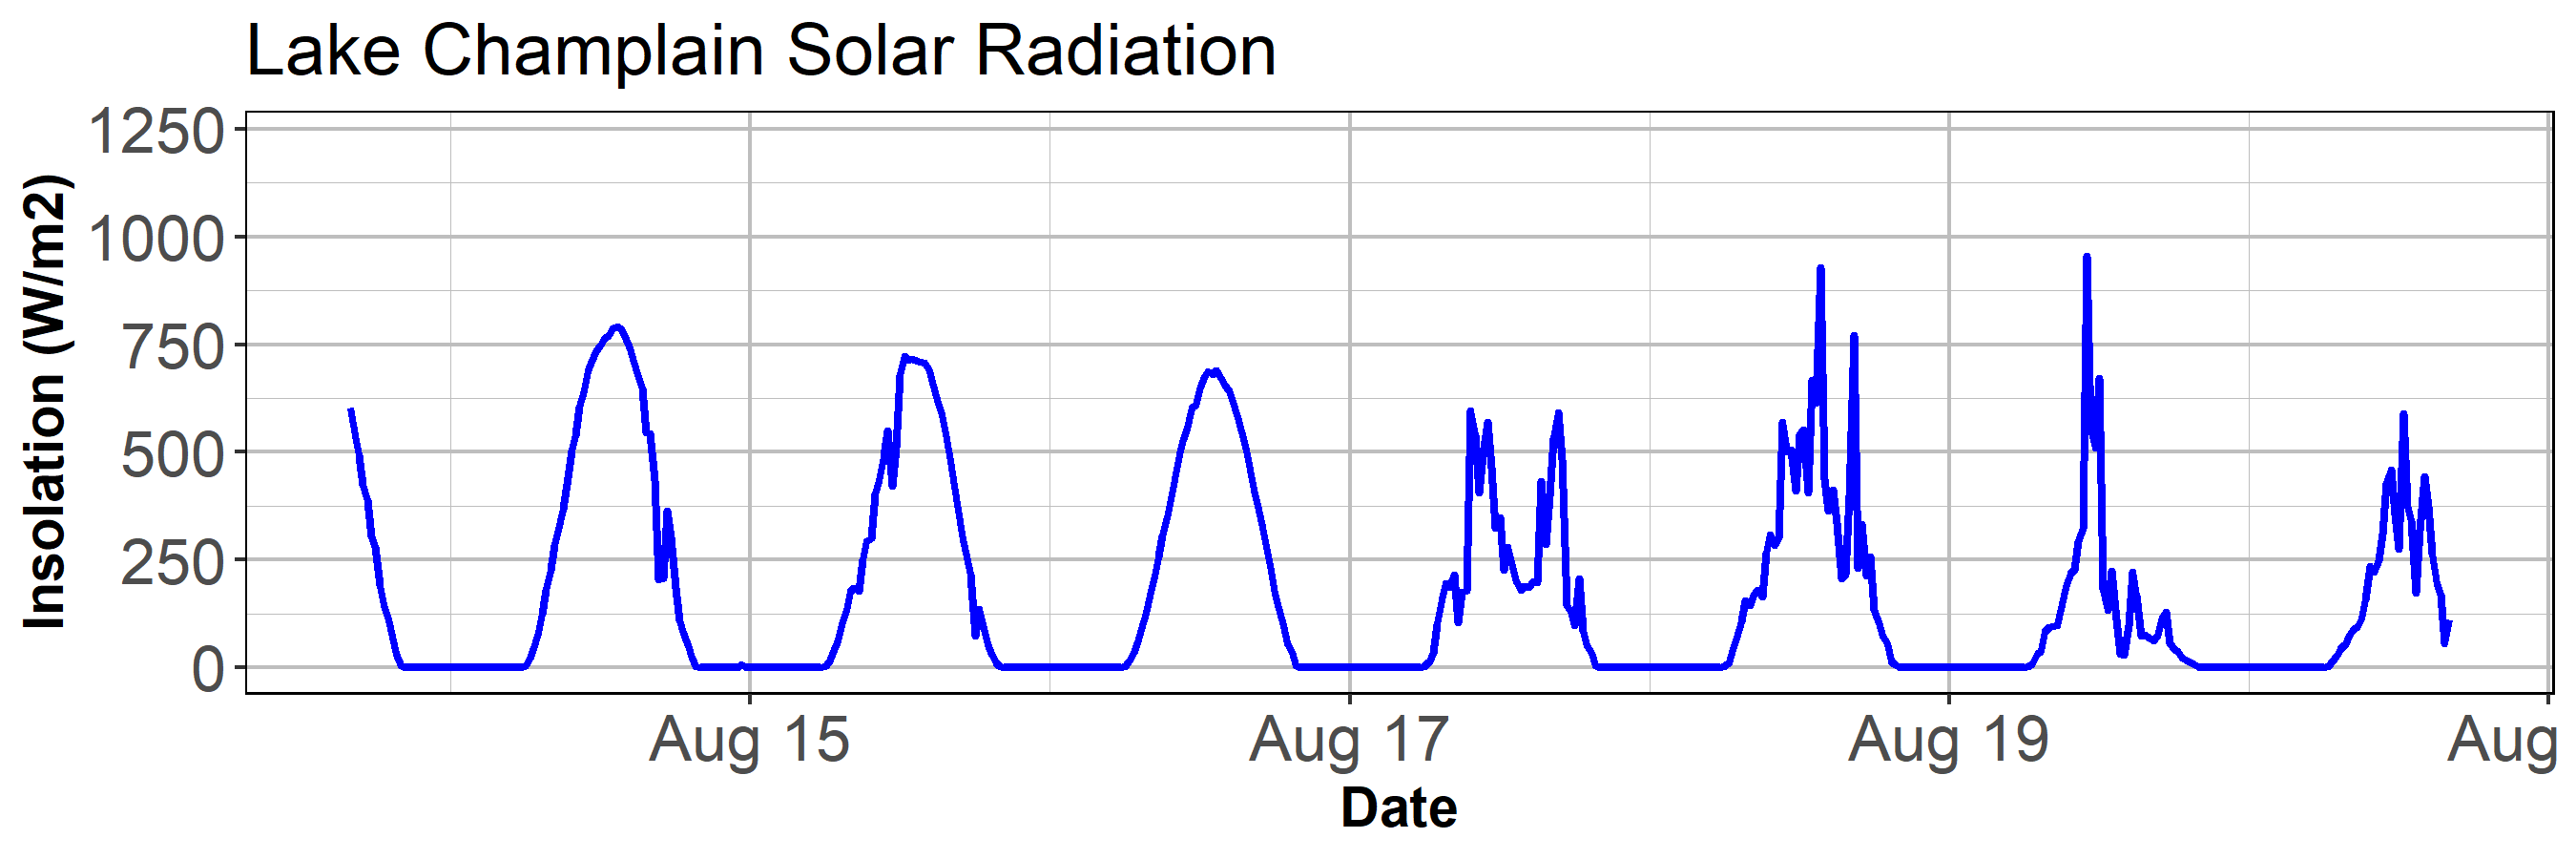 Lake Champlain Solar Radiation
1250
1000
750
500
250
0
Insolation (W/m2)
Aug 15
Aug 17
Aug 19
Aug
Date